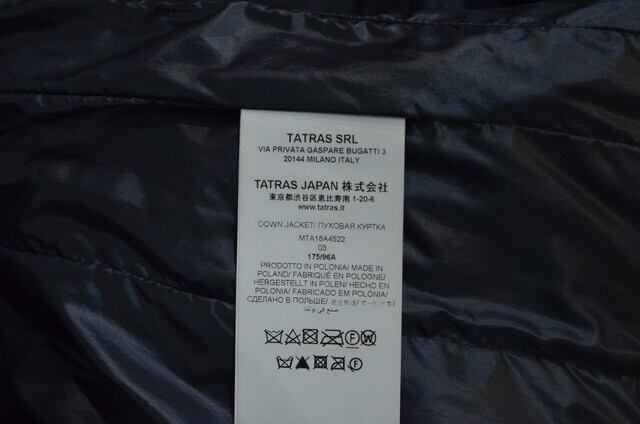 TATRAS SRL
VIA PRIVATA GASPARE BUGATTI 3
20144 MILANO ITALY
TATRAS JAPAN 株式会社
東京都渋谷区恵比寿南 1-20-6
www.tatras.it
DOWN JACKET/ ПУХОВАЯ КУРТКА
MTA18A4522
03
175/96A
PRODOTTO IN POLONIA/ MADE IN
POLAND/ FABRIQUÉ EN POLOGNE/
HERGESTELLT IN POLEN/ HECHO EN
POLONIA/ FABRICADO EM POLÓNIA/
СДЕЛАНО В ПОЛЬШЕ/
صنع في بولندا